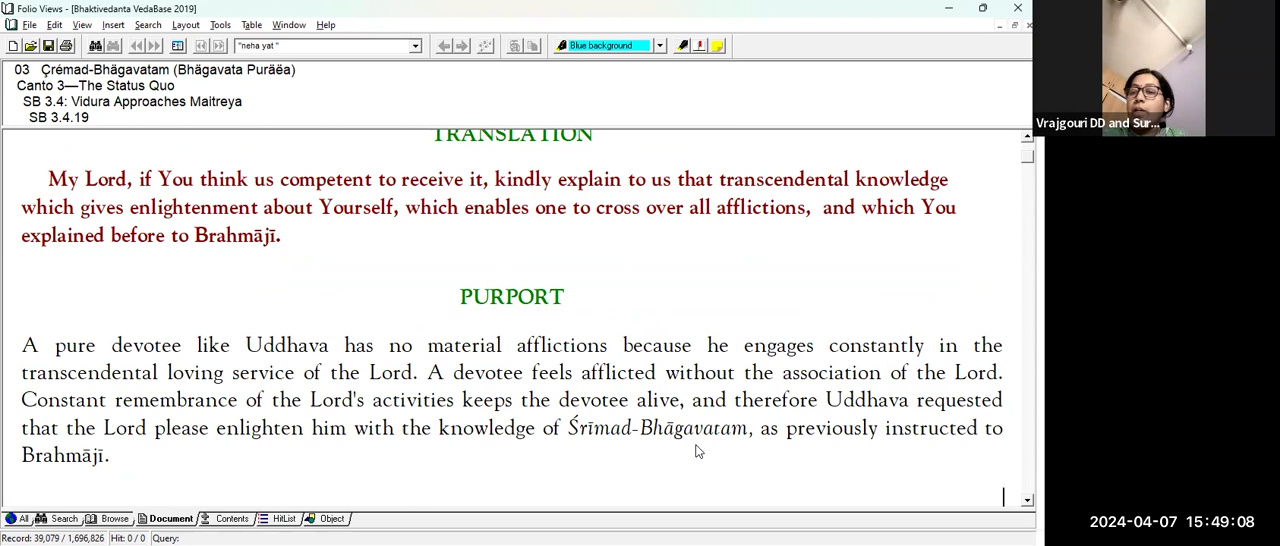 Folio Views - [Bhaktivedanta VedaBase 2019]
File Edit View Insert Search Layout Tools Table Window Help
"neha yat " Blue background
03 Çrémad-Bhägavatam (Bhägavata Puräëa)
Canto 3—The Status Quo
SB 3.4: Vidura Approaches Maitreya
SB 3.4.19
TRANSLATION
My Lord, if You think us competent to receive it, kindly explain to us that transcendental knowledge
which gives enlightenment about Yourself, which enables one to cross over all afflictions, and which You
explained before to Brahmājī.
PURPORT
A pure devotee like Uddhava has no material afflictions because he engages constantly in the
transcendental loving service of the Lord. A devotee feels afflicted without the association of the Lord.
Constant remembrance of the Lord's activities keeps the devotee alive, and therefore Uddhava requested
that the Lord please enlighten him with the knowledge of Śrīmad-Bhāgavatam, as previously instructed to
Brahmājī.
All Search Browse Document Contents HitList Object
Record: 39,079 / 1,696,826 Hit: 0 / 0 Query:
Vrajgouri DD and Sur...
2024-04-07 15:49:08